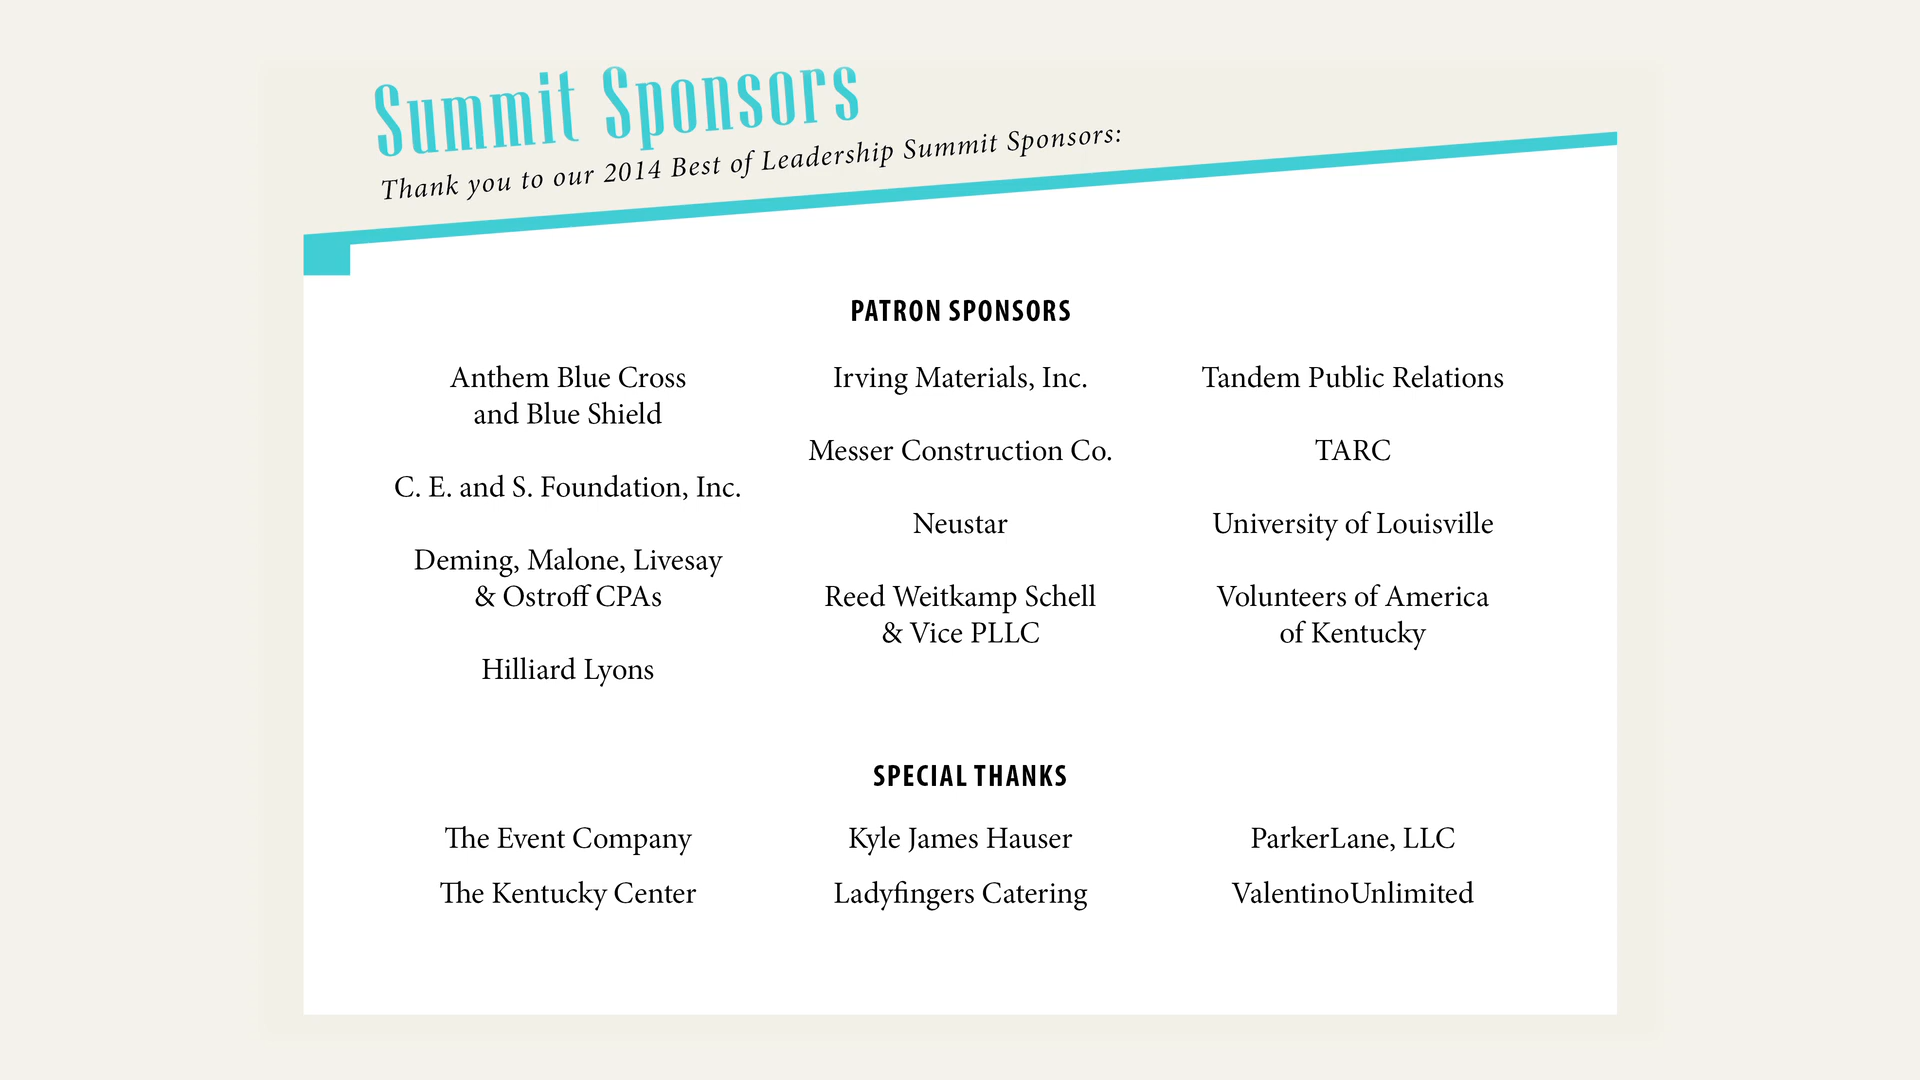 Summit Sponsors
Thank you to our 2014 Best of Leadership Summit Sponsors:
PATRON SPONSORS
Anthem Blue Cross
and Blue Shield
C. E. and S. Foundation, Inc.
Deming, Malone, Livesay
& Ostroff CPAs
Hilliard Lyons
Irving Materials, Inc.
Messer Construction Co.
Neustar
Reed Weitkamp Schell
& Vice PLLC
Tandem Public Relations
TARC
University of Louisville
Volunteers of America
of Kentucky
SPECIAL THANKS
The Event Company
The Kentucky Center
Kyle James Hauser
Ladyfingers Catering
ParkerLane, LLC
ValentinoUnlimited